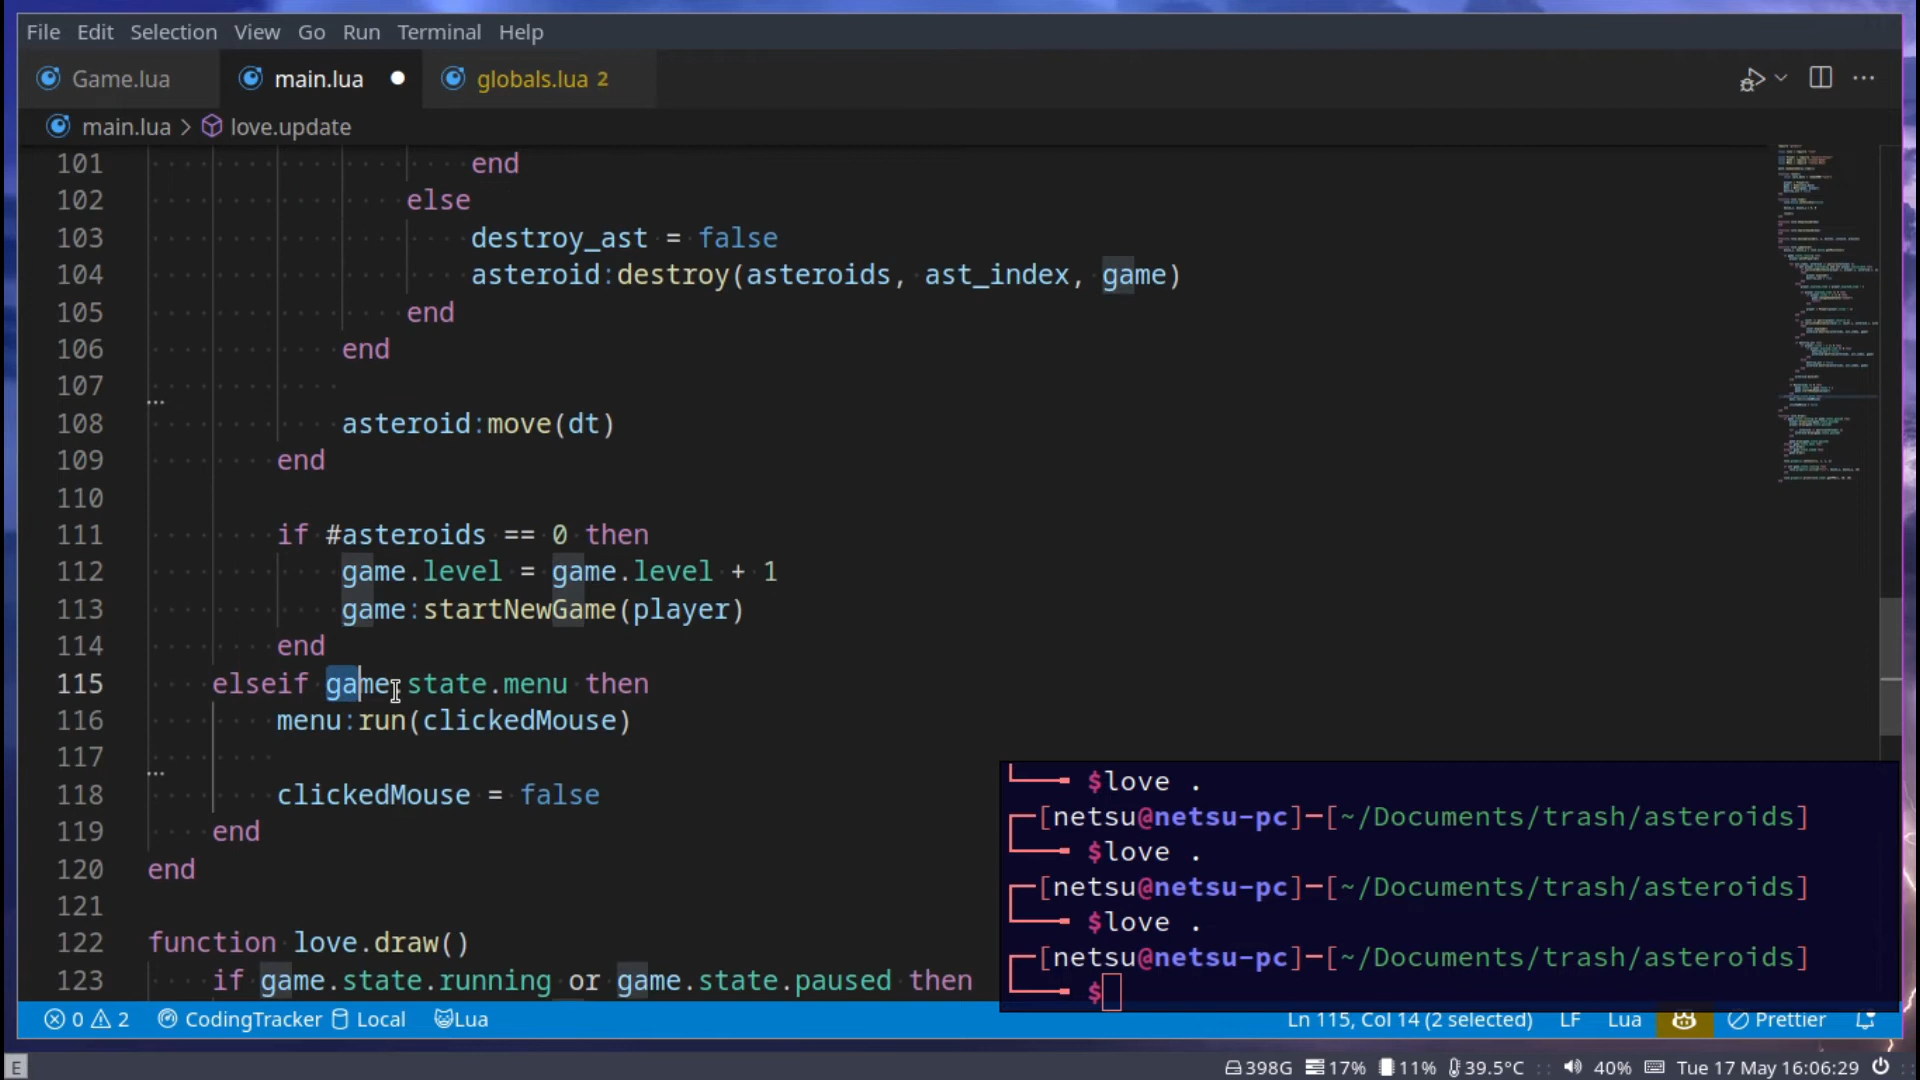 File Edit Selection View Go Run Terminal Help
Game.lua main.lua globals.lua 2
main.lua > love.update
101 end
102 else
103 destroy_ast = false
104 asteroid:destroy(asteroids, ast_index, game)
105 end
106 end
107
108 asteroid:move(dt)
109 end
110
111 if #asteroids == 0 then
112 game.level = game.level + 1
113 game:startNewGame(player)
114 end
115 elseif game.state.menu then
116 menu:run(clickedMouse)
117
118 clickedMouse = false
119 end
120 end
121
122 function love.draw()
123 if game.state.running or game.state.paused then
$love .
[netsu@netsu-pc]-[~/Documents/trash/asteroids]
$love .
[netsu@netsu-pc]-[~/Documents/trash/asteroids]
$love .
[netsu@netsu-pc]-[~/Documents/trash/asteroids]
$
0 2 CodingTracker Local Lua Ln 115, Col 14 (2 selected) LF Lua Prettier
E 398G 17% 11% 39.5°C 40% Tue 17 May 16:06:29